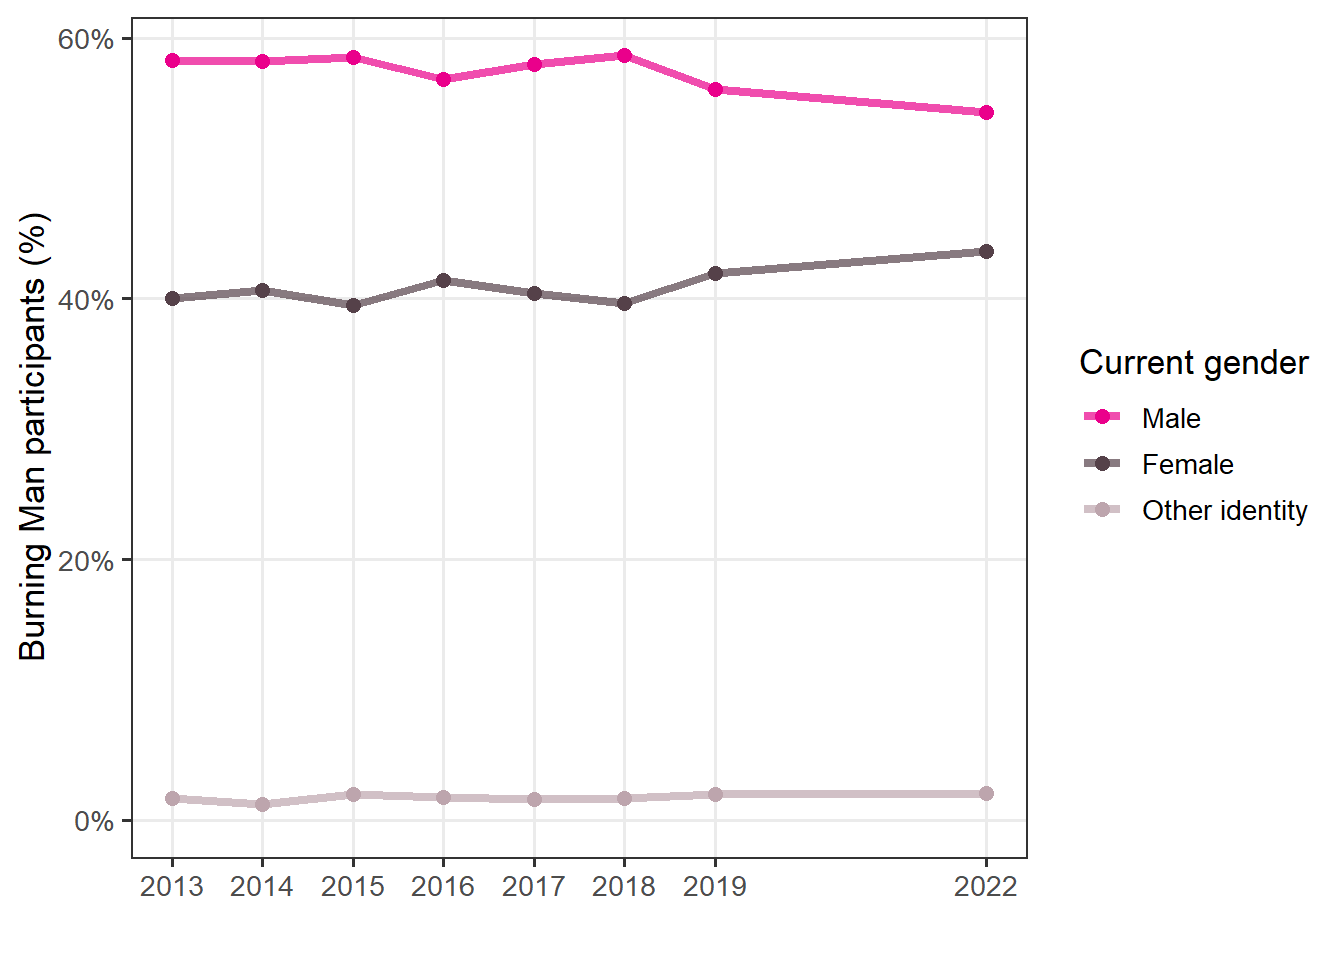 Burning Man participants (%)
60%
40%
20%
0%
2013 2014 2015 2016 2017 2018 2019 2022
Current gender
Male
Female
Other identity